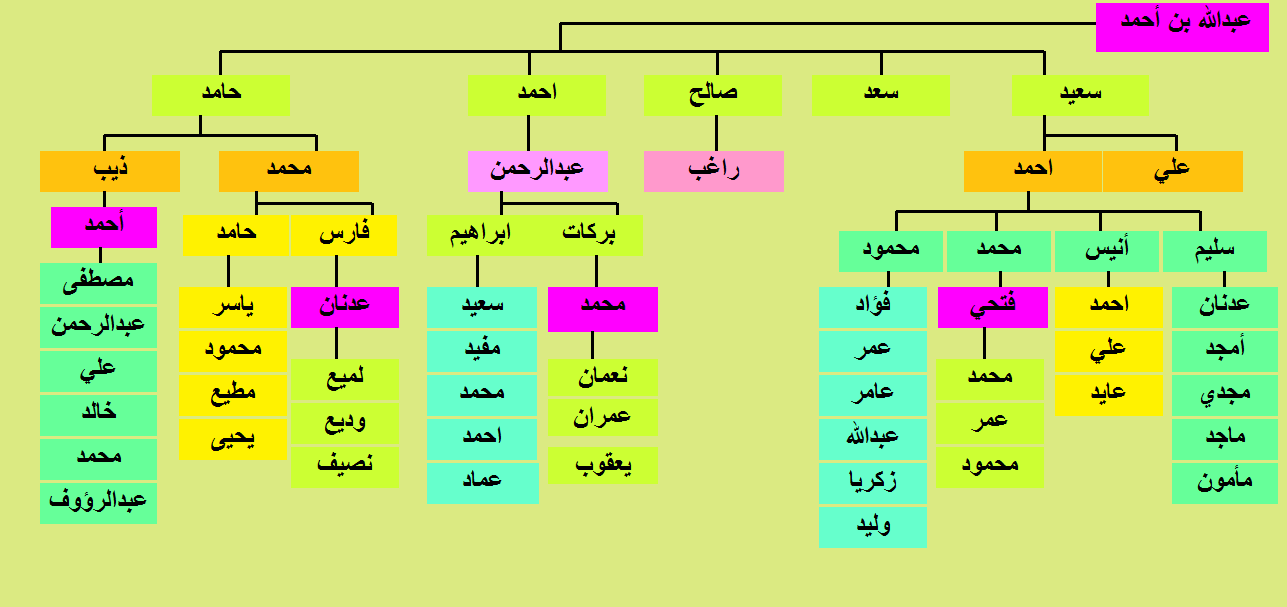 عبدالله بن أحمد
سعيد
سعد
صالح
احمد
حامد
علي
احمد
راغب
عبدالرحمن
محمد
ذيب
سليم
أنيس
محمد
محمود
بركات
ابراهيم
فارس
حامد
أحمد
عدنان
أمجد
مجدي
ماجد
مأمون
احمد
علي
عايد
فتحي
محمد
عمر
محمود
فؤاد
عمر
عامر
عبدالله
زكريا
وليد
محمد
نعمان
عمران
يعقوب
سعيد
مفيد
محمد
احمد
عماد
عدنان
لميع
وديع
نصيف
ياسر
محمود
مطيع
يحيى
مصطفى
عبدالرحمن
علي
خالد
محمد
عبدالرؤوف